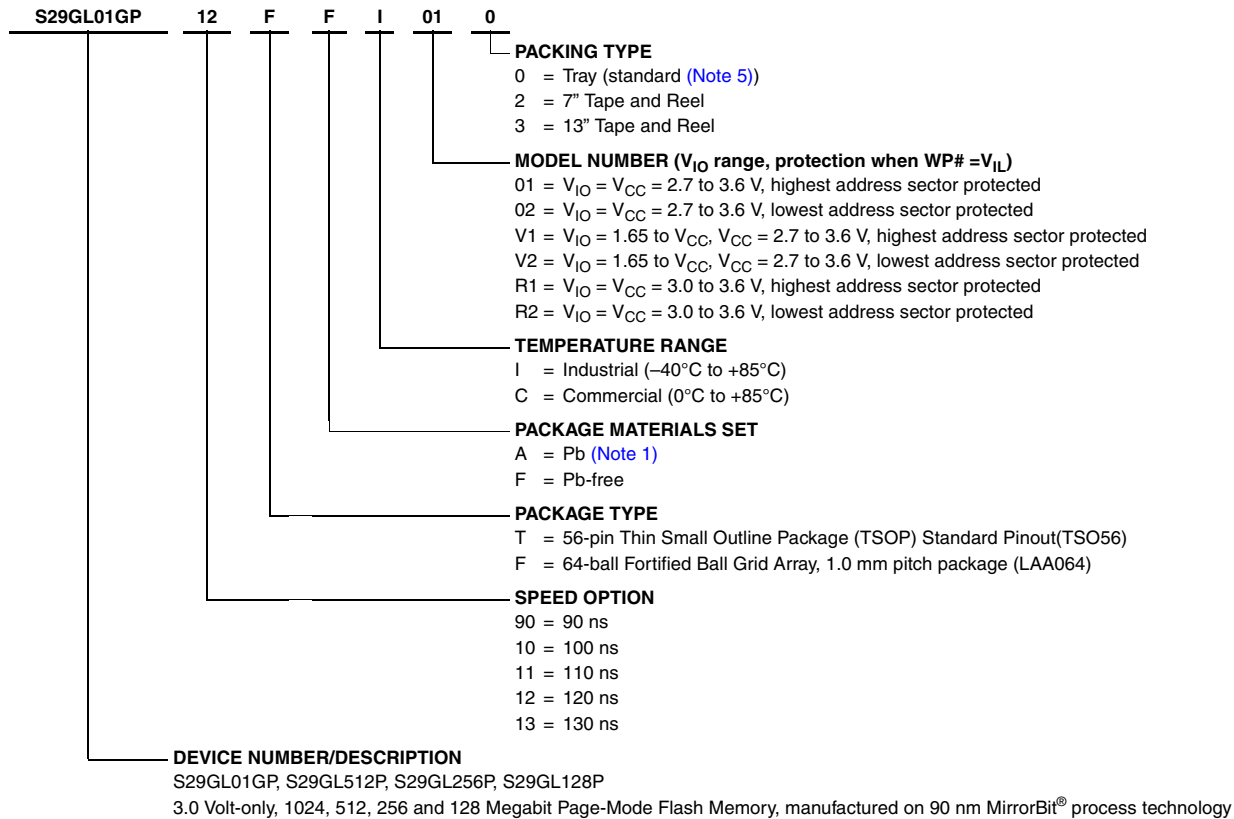 S29GL01GP 12 F F I 01 0
PACKING TYPE
0 = Tray (standard (Note 5))
2 = 7” Tape and Reel
3 = 13” Tape and Reel
MODEL NUMBER (VIO range, protection when WP# =VIL)
01 = VIO = VCC = 2.7 to 3.6 V, highest address sector protected
02 = VIO = VCC = 2.7 to 3.6 V, lowest address sector protected
V1 = VIO = 1.65 to VCC, VCC = 2.7 to 3.6 V, highest address sector protected
V2 = VIO = 1.65 to VCC, VCC = 2.7 to 3.6 V, lowest address sector protected
R1 = VIO = VCC = 3.0 to 3.6 V, highest address sector protected
R2 = VIO = VCC = 3.0 to 3.6 V, lowest address sector protected
TEMPERATURE RANGE
I = Industrial (–40°C to +85°C)
C = Commercial (0°C to +85°C)
PACKAGE MATERIALS SET
A = Pb (Note 1)
F = Pb-free
PACKAGE TYPE
T = 56-pin Thin Small Outline Package (TSOP) Standard Pinout(TSO56)
F = 64-ball Fortified Ball Grid Array, 1.0 mm pitch package (LAA064)
SPEED OPTION
90 = 90 ns
10 = 100 ns
11 = 110 ns
12 = 120 ns
13 = 130 ns
DEVICE NUMBER/DESCRIPTION
S29GL01GP, S29GL512P, S29GL256P, S29GL128P
3.0 Volt-only, 1024, 512, 256 and 128 Megabit Page-Mode Flash Memory, manufactured on 90 nm MirrorBit® process technology